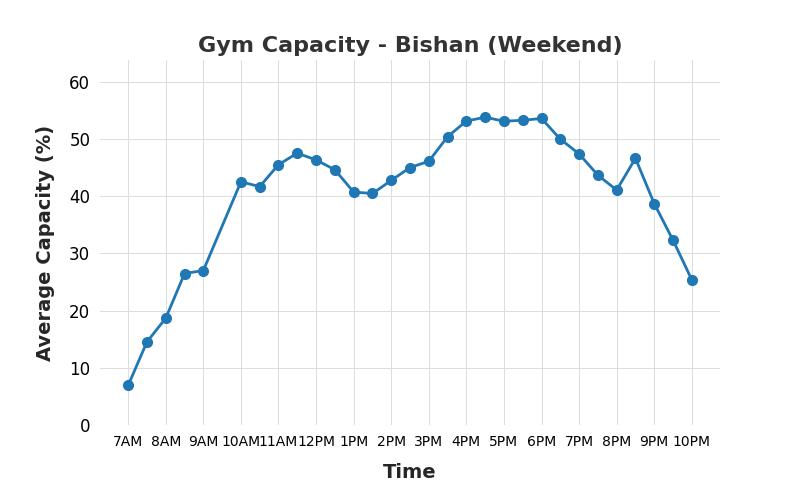 Gym Capacity - Bishan (Weekend)
Average Capacity (%)
60
50
40
30
20
10
0
7AM 8AM 9AM 10AM 11AM 12PM 1PM 2PM 3PM 4PM 5PM 6PM 7PM 8PM 9PM 10PM
Time